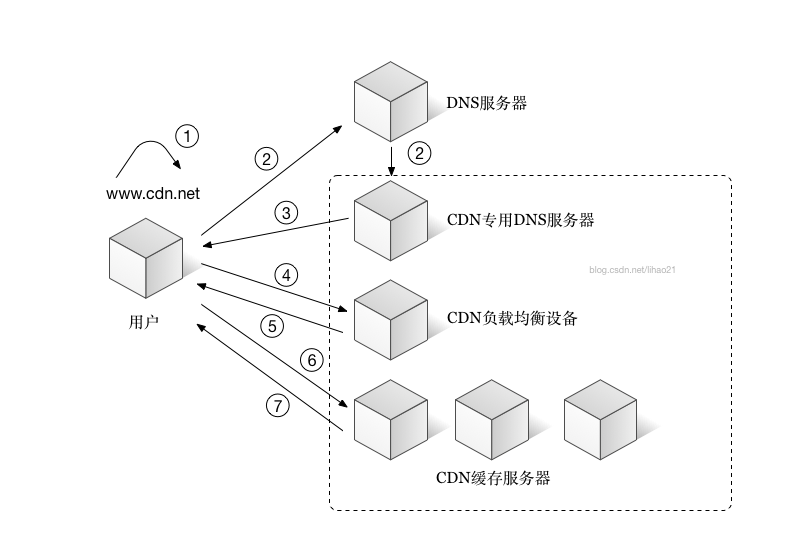 DNS服务器
①
②
②
www.cdn.net
③
CDN专用DNS服务器
④
blog.csdn.net/lihao21
用户
⑤
CDN负载均衡设备
⑥
⑦
CDN缓存服务器